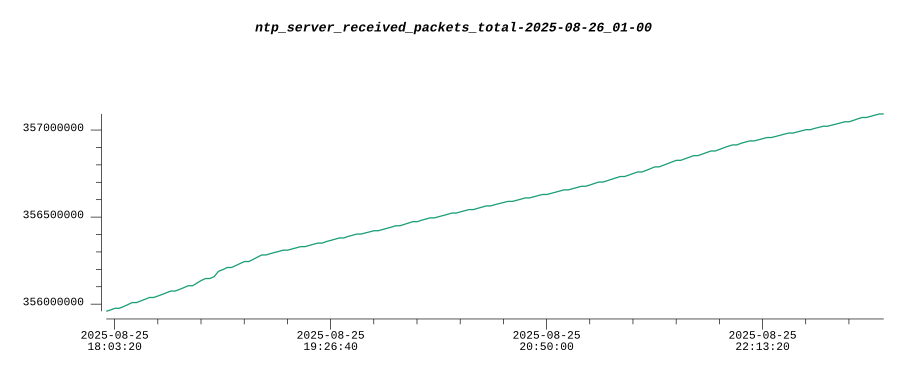 ntp_server_received_packets_total-2025-08-26_01-00
357000000
356500000
356000000
2025-08-25 2025-08-25 2025-08-25 2025-08-25
18:03:20 19:26:40 20:50:00 22:13:20